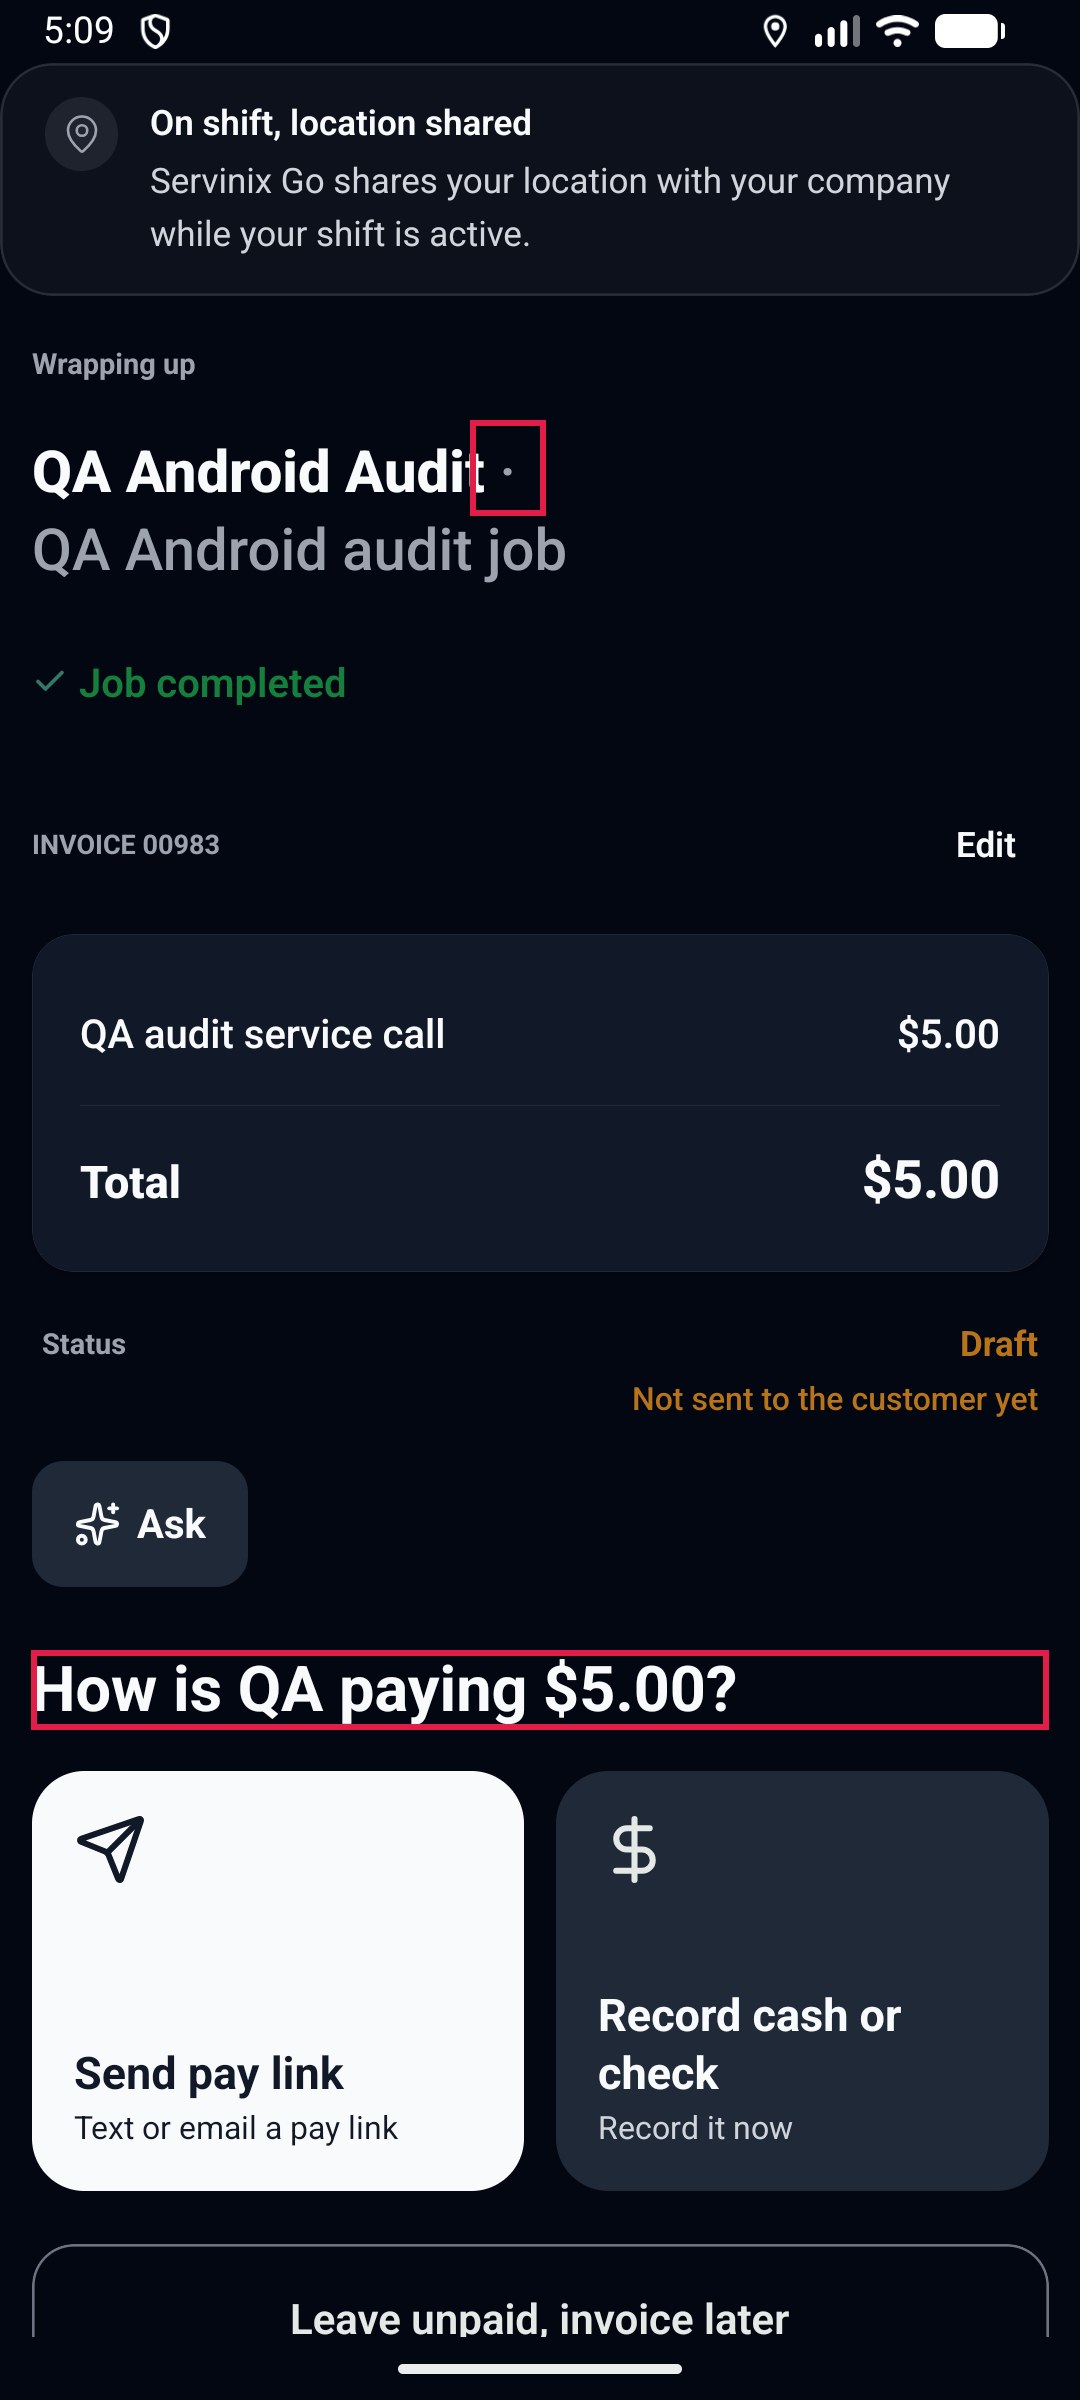 5:09
On shift, location shared
Servinix Go shares your location with your company
while your shift is active.
Wrapping up
QA Android Audit ·
QA Android audit job
Job completed
INVOICE 00983
Edit
QA audit service call
$5.00
Total
$5.00
Status
Draft
Not sent to the customer yet
Ask
How is QA paying $5.00?
Send pay link
Text or email a pay link
Record cash or
check
Record it now
Leave unpaid, invoice later